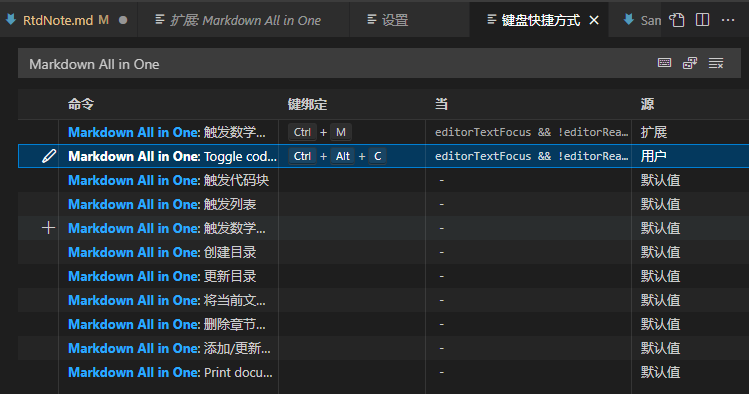 RtdNote.md M 扩展: Markdown All in One 设置 键盘快捷方式 San
Markdown All in One
命令 键绑定 当 源
Markdown All in One: 触发数学... Ctrl + M editorTextFocus && !editorRea... 扩展
Markdown All in One: Toggle cod... Ctrl + Alt + C editorTextFocus && !editorRea... 用户
Markdown All in One: 触发代码块 - 默认值
Markdown All in One: 触发列表 - 默认值
Markdown All in One: 触发数学... - 默认值
Markdown All in One: 创建目录 - 默认值
Markdown All in One: 更新目录 - 默认值
Markdown All in One: 将当前文... - 默认值
Markdown All in One: 删除章节... - 默认值
Markdown All in One: 添加/更新... - 默认值
Markdown All in One: Print docu... - 默认值